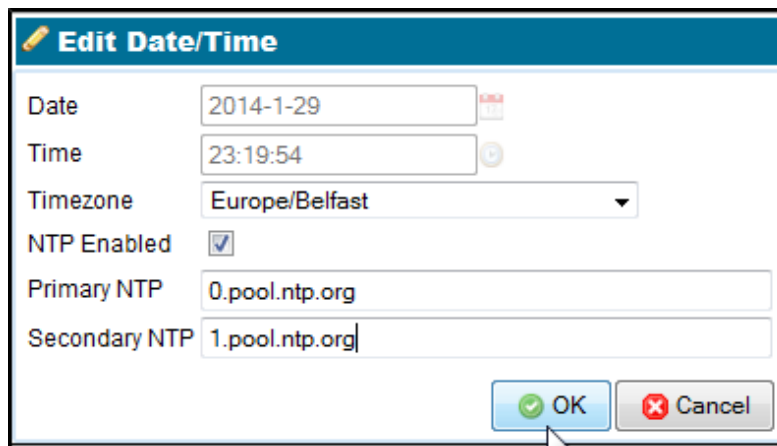 Edit Date/Time
Date 2014-1-29
Time 23:19:54
Timezone Europe/Belfast
NTP Enabled
Primary NTP 0.pool.ntp.org
Secondary NTP 1.pool.ntp.org
OK Cancel